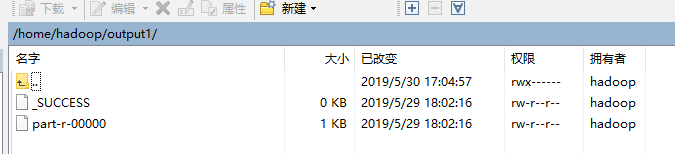 下载 编辑 属性 新建
/home/hadoop/output1/
名字 大小 已改变 权限 拥有者
.. 2019/5/30 17:04:57 rwx------ hadoop
_SUCCESS 0 KB 2019/5/29 18:02:16 rw-r--r-- hadoop
part-r-00000 1 KB 2019/5/29 18:02:16 rw-r--r-- hadoop